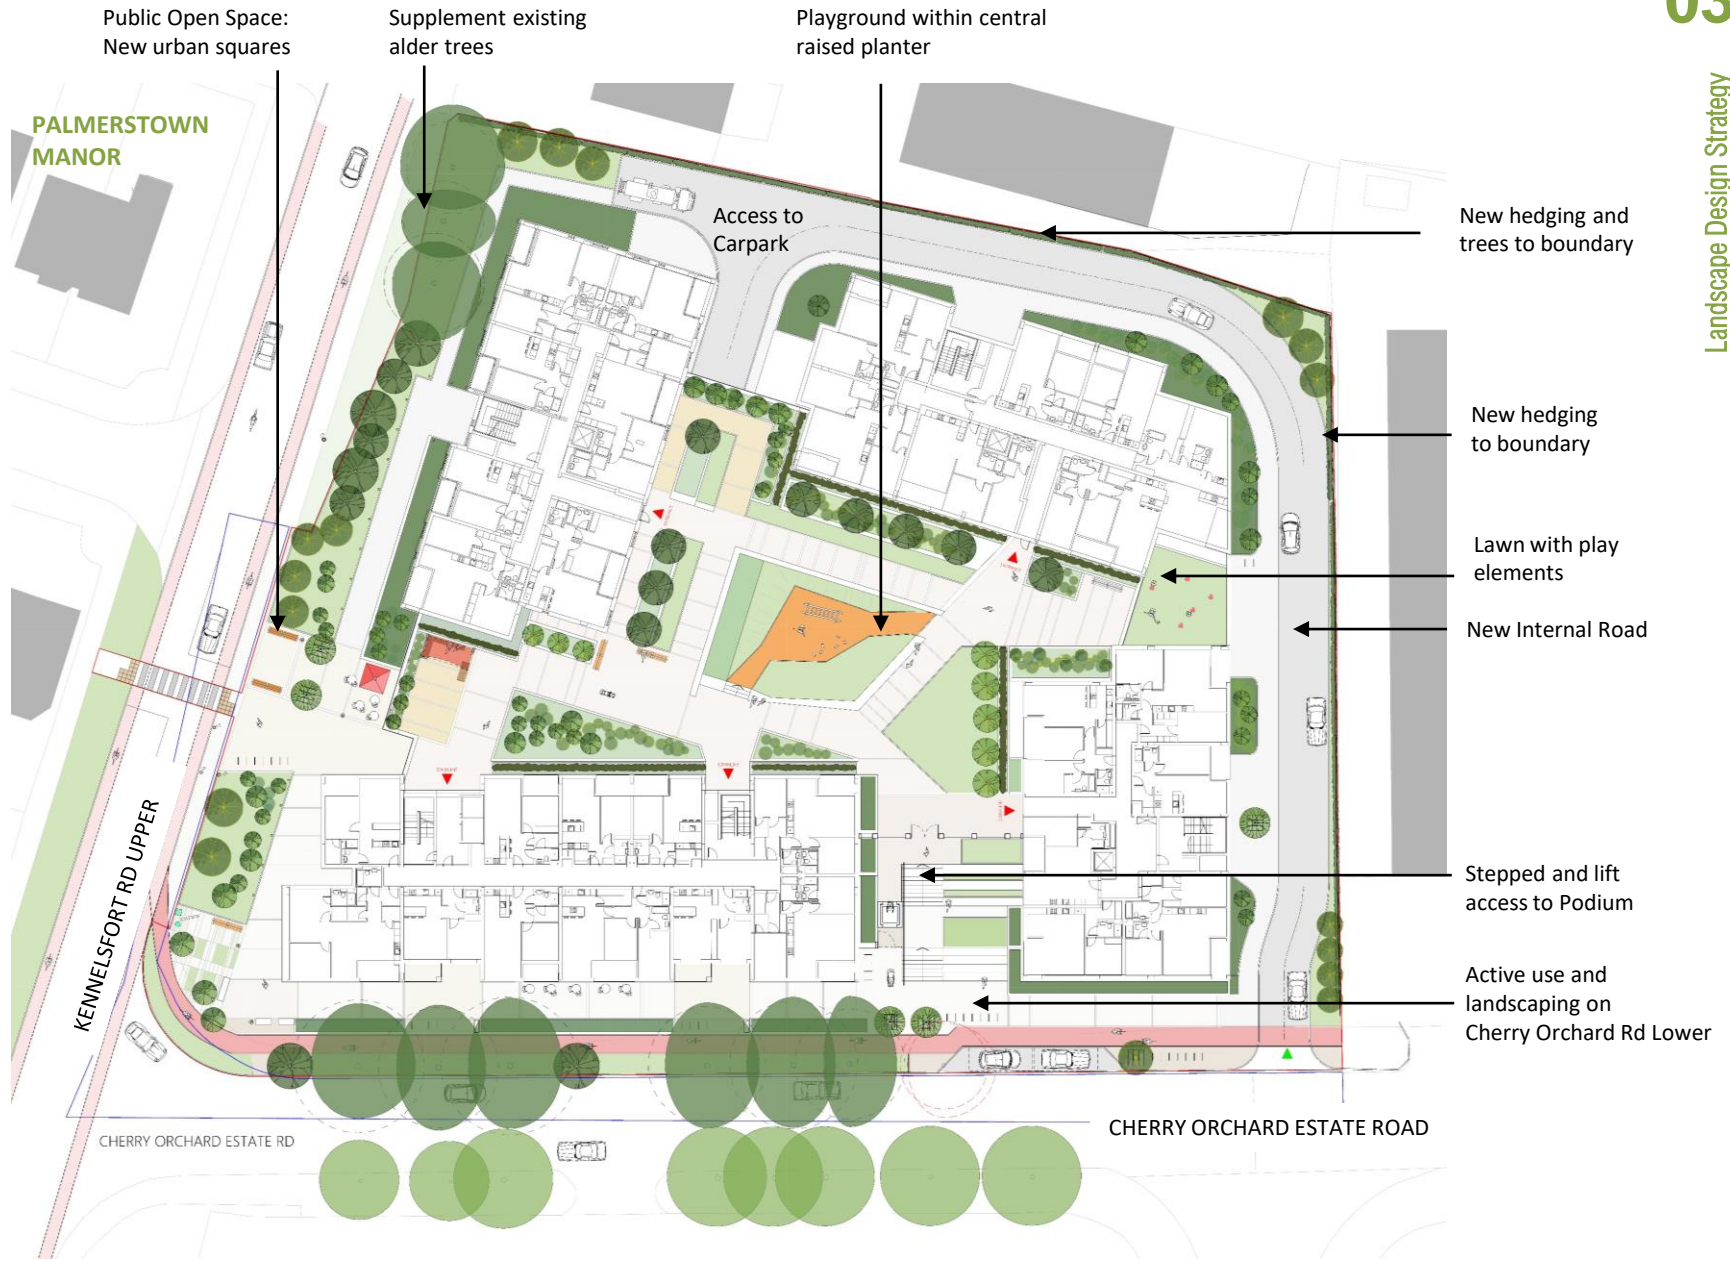 03
Landscape Design Strategy
Public Open Space:
New urban squares
Supplement existing
alder trees
Playground within central
raised planter
PALMERSTOWN
MANOR
Access to
Carpark
New hedging and
trees to boundary
New hedging
to boundary
Lawn with play
elements
New Internal Road
Stepped and lift
access to Podium
Active use and
landscaping on
Cherry Orchard Rd Lower
KENNELSFORT RD UPPER
CHERRY ORCHARD ESTATE RD
CHERRY ORCHARD ESTATE ROAD